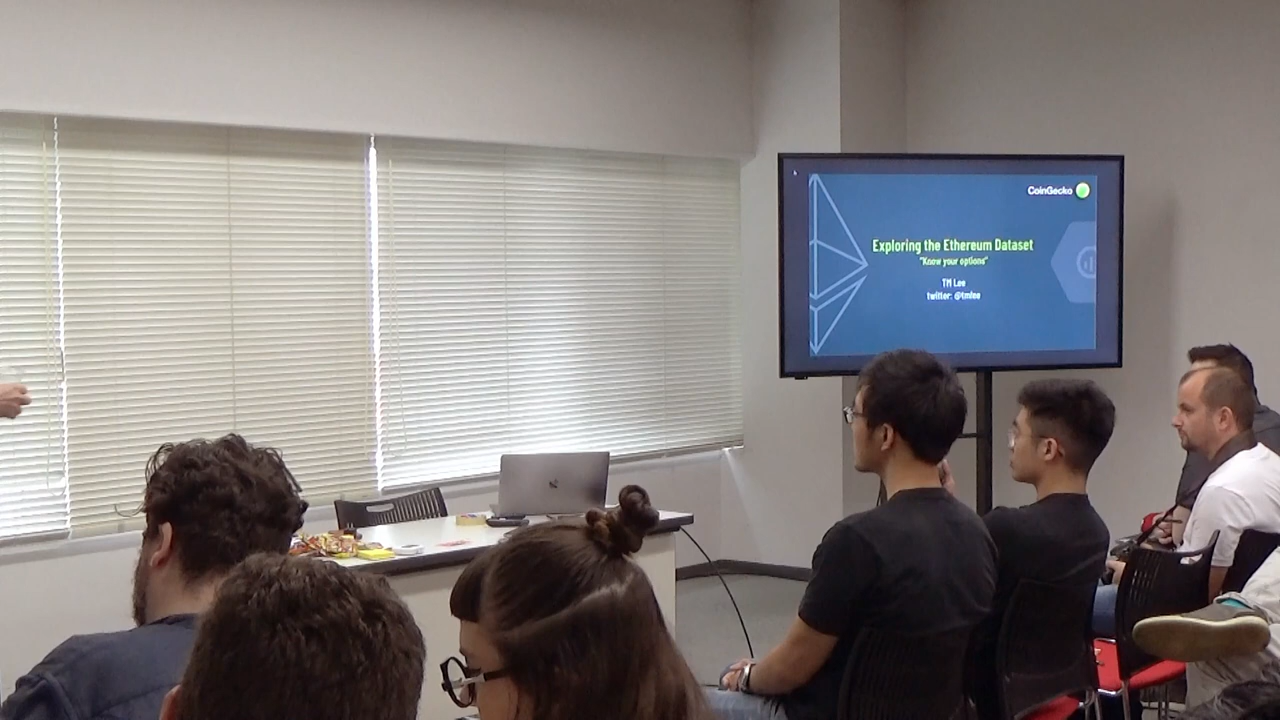 CoinGecko
Exploring the Ethereum Dataset
"Know your options"
TM Lee
twitter: @tmlee